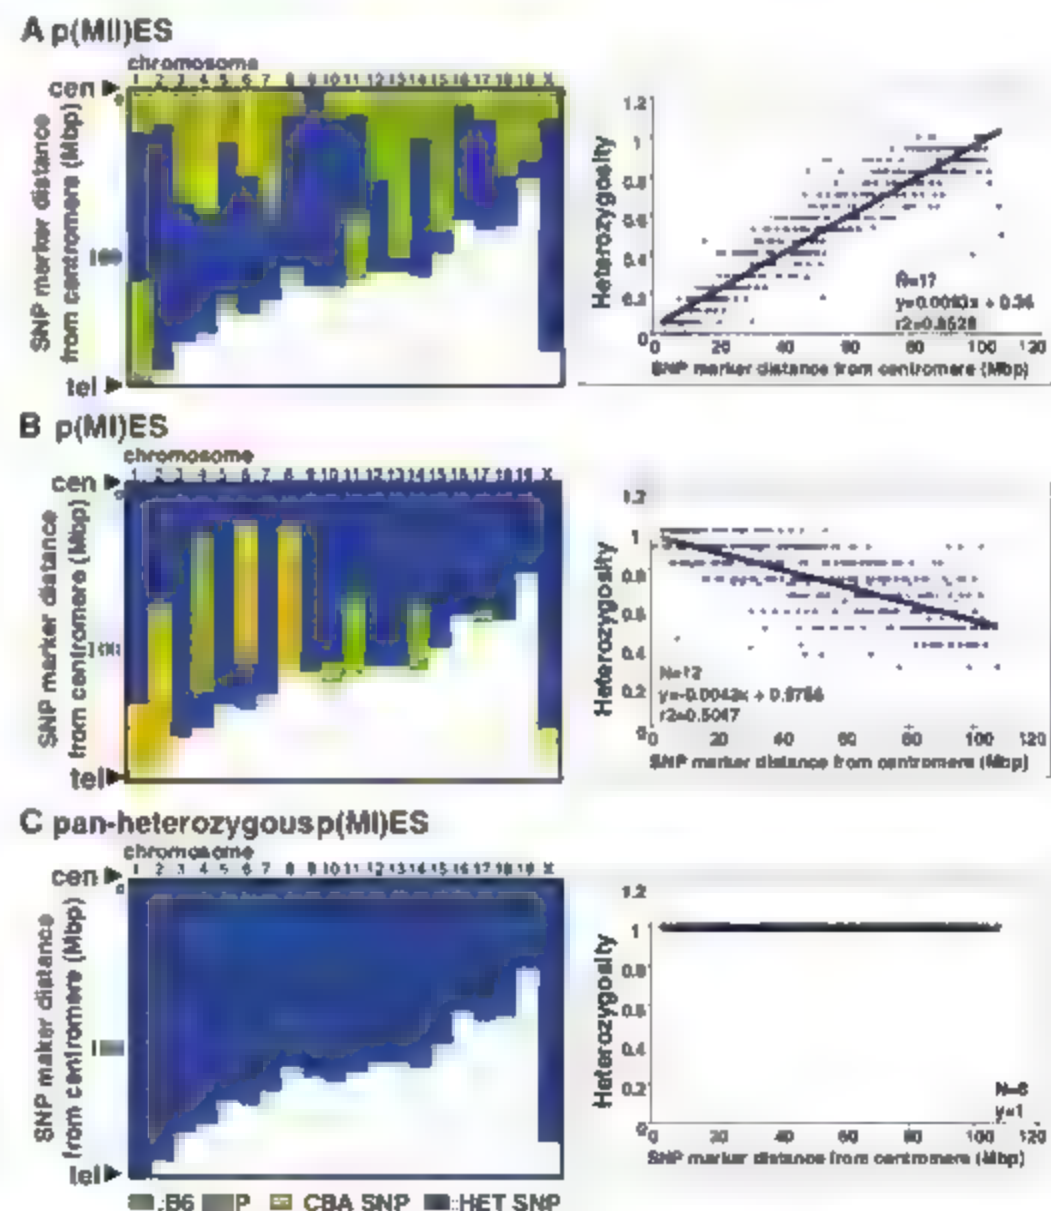 A p(MII)ES
chromosome
1 2 3 4 5 6 7 8 9 10 11 12 13 14 15 16 17 18 19 X
cen
0
SNP marker distance
from centromere (Mbp)
tel
Heterozygosity
1.2
1
0.8
0.6
0.4
0.2
0
0 20 40 60 80 100 120
N=17
r2=0.8528
SNP marker distance from centromere (Mbp)
B p(MI)ES
chromosome
1 2 3 4 5 6 7 8 9 10 11 12 13 14 15 16 17 18 19 X
cen
0
SNP marker distance
from centromere (Mbp)
tel
Heterozygosity
1.2
1
0.8
0.6
0.4
0.2
0
0 20 40 60 80 100 120
N=12
r2=0.5047
SNP marker distance from centromere (Mbp)
C pan-heterozygousp(MI)ES
chromosome
1 2 3 4 5 6 7 8 9 10 11 12 13 14 15 16 17 18 19 X
cen
0
SNP maker distance
from centromere (Mbp)
tel
Heterozygosity
1.2
1
0.8
0.6
0.4
0.2
0
0 20 40 60 80 100 120
y=1
SNP marker distance from centromere (Mbp)
:B6 CBA SNP :HET SNP